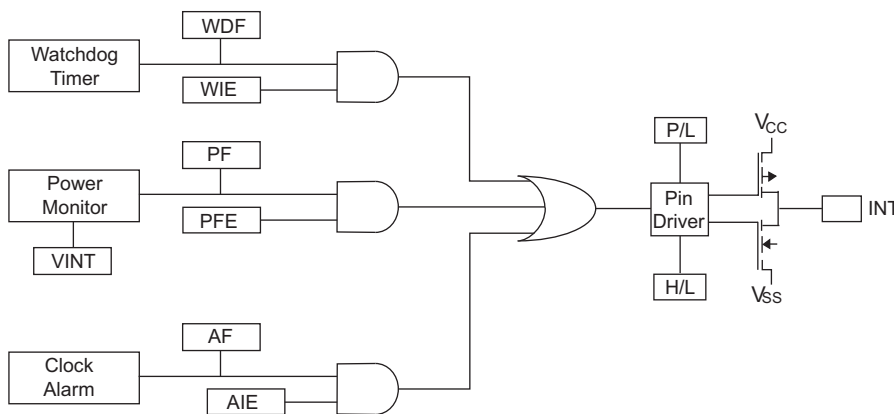 WDF
Watchdog
Timer
WIE
PF
Power
Monitor
PFE
VINT
AF
Clock
Alarm
AIE
P/L
Pin
Driver
H/L
VCC
INT
VSS